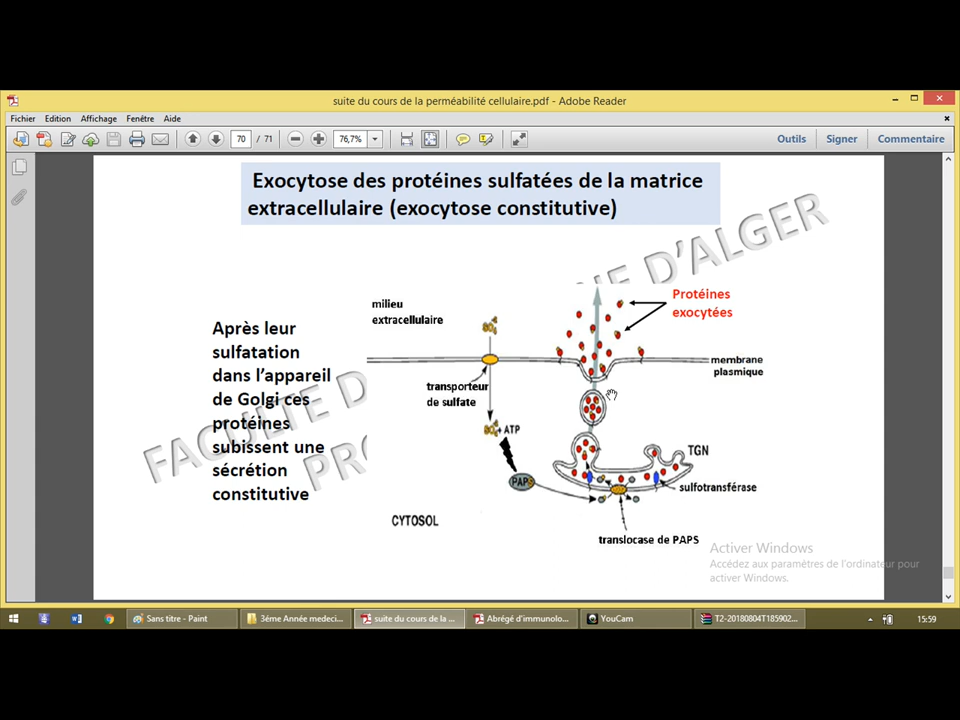 suite du cours de la perméabilité cellulaire.pdf - Adobe Reader
Fichier Edition Affichage Fenêtre Aide
70 / 71 76,7% Outils Signer Commentaire
Exocytose des protéines sulfatées de la matrice
extracellulaire (exocytose constitutive)
D'ALGER
FACULTE
Après leur
sulfatation
dans l'appareil
de Golgi ces
protéines
subissent une
sécrétion
constitutive
milieu
extracellulaire
Protéines
exocytées
membrane
plasmique
transporteur
de sulfate
+ ATP
PAPS
TGN
sulfotransférase
CYTOSOL
translocase de PAPS
Activer Windows
Accédez aux paramètres de l'ordinateur pour
activer Windows.
Sans titre - Paint 3éme Année medeci... suite du cours de la ... Abrégé d'immunolo... YouCam T2-20180804T185902... 15:59